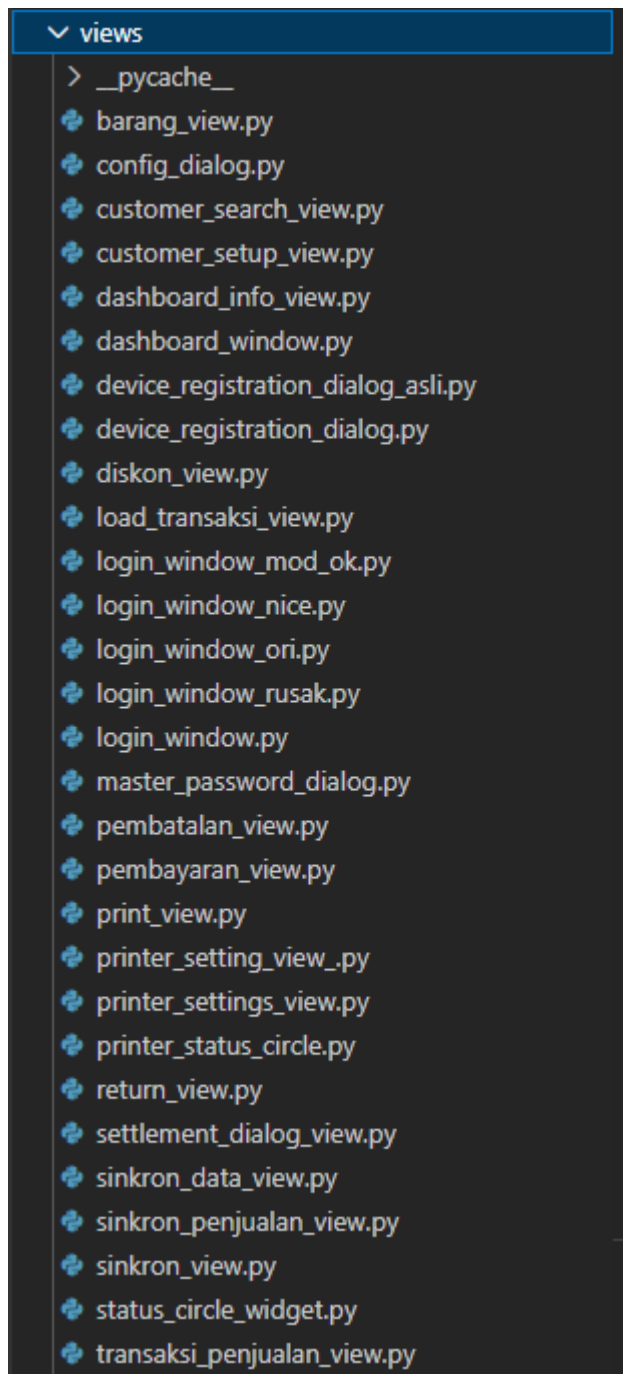 views
__pycache__
barang_view.py
config_dialog.py
customer_search_view.py
customer_setup_view.py
dashboard_info_view.py
dashboard_window.py
device_registration_dialog_asli.py
device_registration_dialog.py
diskon_view.py
load_transaksi_view.py
login_window_mod_ok.py
login_window_nice.py
login_window_ori.py
login_window_rusak.py
login_window.py
master_password_dialog.py
pembatalan_view.py
pembayaran_view.py
print_view.py
printer_setting_view_.py
printer_settings_view.py
printer_status_circle.py
return_view.py
settlement_dialog_view.py
sinkron_data_view.py
sinkron_penjualan_view.py
sinkron_view.py
status_circle_widget.py
transaksi_penjualan_view.py